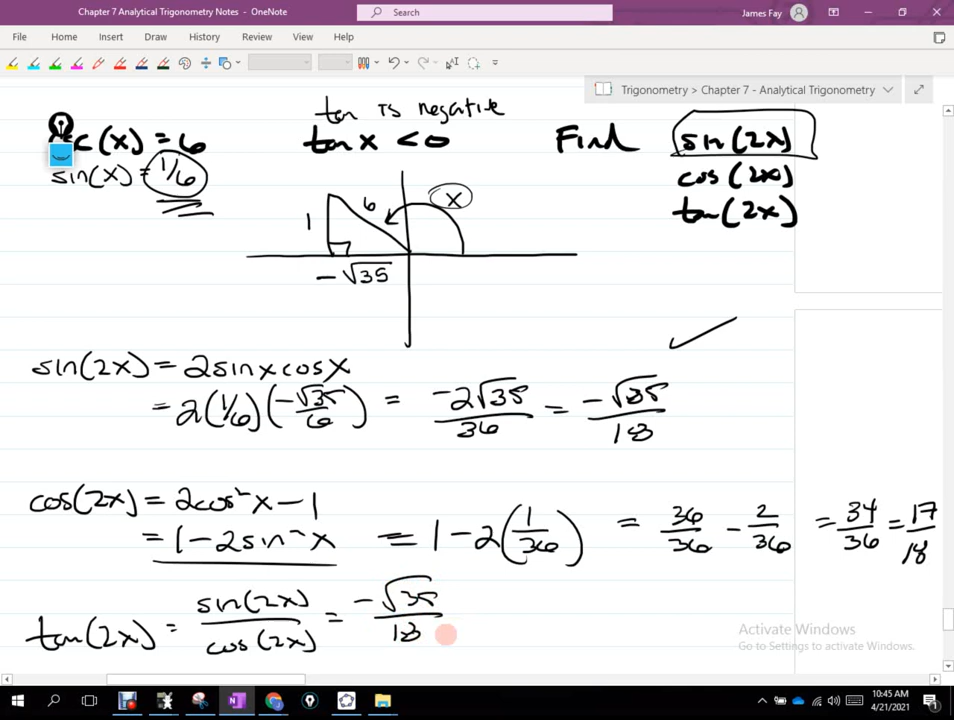 Chapter 7 Analytical Trigonometry Notes - OneNote
Search
James Fay
File Home Insert Draw History Review View Help
Trigonometry > Chapter 7 - Analytical Trigonometry
tan is negative
c(x) = 6 tan x < 0 Find sin(2x)
sin(x) = 1/6 cos(2x)
tan(2x)
x
6
1
-√35
sin(2x) = 2sinxcosx
= 2(1/6)(-√35/6) = -2√35/36 = -√35/18
cos(2x) = 2cos²x - 1
= 1 - 2sin²x = 1 - 2(1/36) = 36/36 - 2/36 = 34/36 = 17/18
tan(2x) = sin(2x)/cos(2x) = -√35/18
Activate Windows
Go to Settings to activate Windows.
10:45 AM
4/21/2021